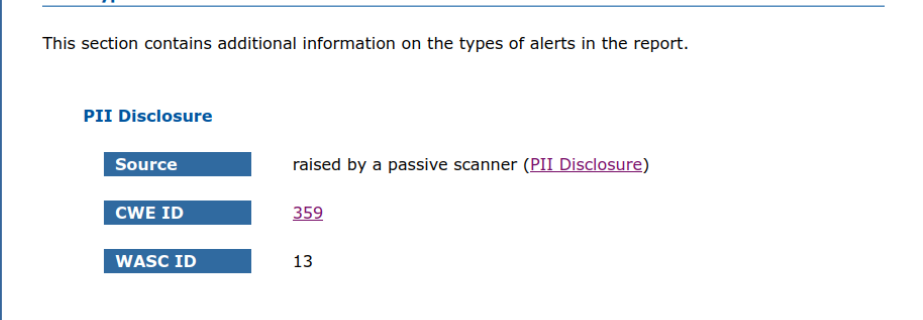 This section contains additional information on the types of alerts in the report.
PII Disclosure
Source raised by a passive scanner (PII Disclosure)
CWE ID 359
WASC ID 13